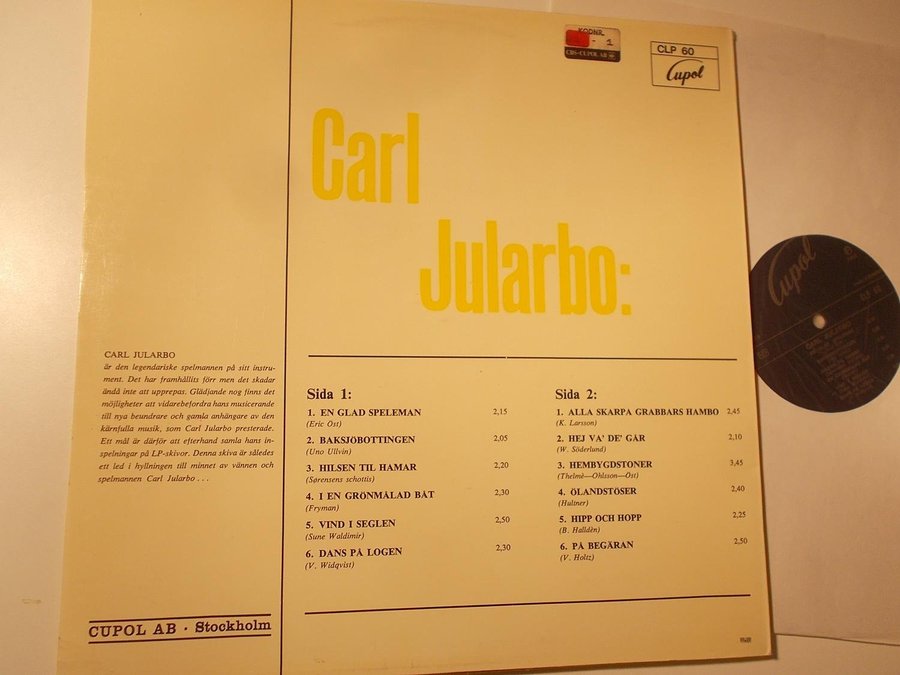 KODNR.
- 1
CBS-CUPOL AB
CLP 60
Cupol
Carl
Jularbo:
CARL JULARBO
är den legendariske spelmannen på sitt instru-
ment. Det har framhållits förr men det skadar
ändå inte att upprepas. Glädjande nog finns det
möjligheter att vidarebefordra hans musicerande
till nya beundrare och gamla anhängare av den
kärnfulla musik, som Carl Jularbo presterade.
Ett mål är därför att efterhand samla hans in-
spelningar på LP-skivor. Denna skiva är således
ett led i hyllningen till minnet av vännen och
spelmannen Carl Jularbo . . .
CUPOL AB · Stockholm
Sida 1:
1. EN GLAD SPELEMAN 2,15
(Eric Öst)
2. BAKSJÖBOTTINGEN 2,05
(Uno Ullvin)
3. HILSEN TIL HAMAR 2,20
(Sørensens schottis)
4. I EN GRÖNMÅLAD BÅT 2,30
(Fryman)
5. VIND I SEGLEN 2,50
(Sune Waldimir)
6. DANS PÅ LOGEN 2,30
(V. Widqvist)
Sida 2:
1. ALLA SKARPA GRABBARS HAMBO 2,45
(K. Larsson)
2. HEJ VA' DE' GÅR 2,10
(W. Söderlund)
3. HEMBYGDSTONER 3,45
(Thelmé—Ohlsson—Öst)
4. ÖLANDSTÖSER 2,40
(Hultner)
5. HIPP OCH HOPP 2,25
(B. Halldén)
6. PÅ BEGÄRAN 2,50
(V. Holtz)
Cupol